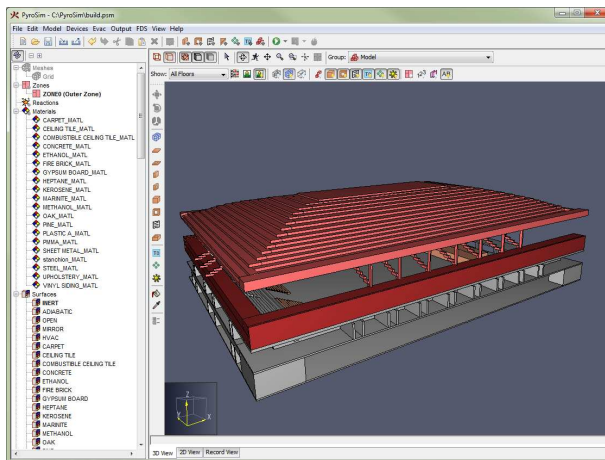 PyroSim - C:\PyroSim\build.psm
File Edit Model Devices Evac Output FDS View Help
Group: Model
Show: All Floors
Meshes
Grid
Zones
ZONE0 (Outer Zone)
Reactions
Materials
CARPET_MATL
CEILING TILE_MATL
COMBUSTIBLE CEILING TILE_MATL
CONCRETE_MATL
ETHANOL_MATL
FIRE BRICK_MATL
GYPSUM BOARD_MATL
HEPTANE_MATL
KEROSENE_MATL
MARINITE_MATL
METHANOL_MATL
OAK_MATL
PINE_MATL
PLASTIC A_MATL
PMMA_MATL
SHEET METAL_MATL
stanchion_MATL
STEEL_MATL
UPHOLSTERY_MATL
VINYL SIDING_MATL
Surfaces
INERT
ADIABATIC
OPEN
MIRROR
HVAC
CARPET
CEILING TILE
COMBUSTIBLE CEILING TILE
CONCRETE
ETHANOL
FIRE BRICK
GYPSUM BOARD
HEPTANE
KEROSENE
MARINITE
METHANOL
OAK
Z
Y
X
3D View 2D View Record View